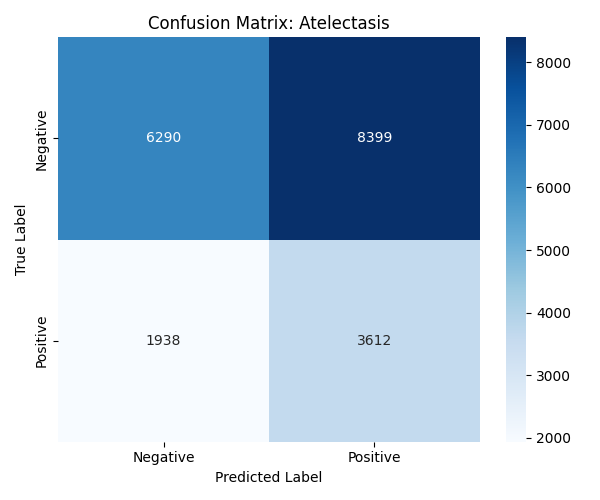 Confusion Matrix: Atelectasis
True Label
Negative
6290
8399
Positive
1938
3612
Negative
Positive
Predicted Label
8000
7000
6000
5000
4000
3000
2000